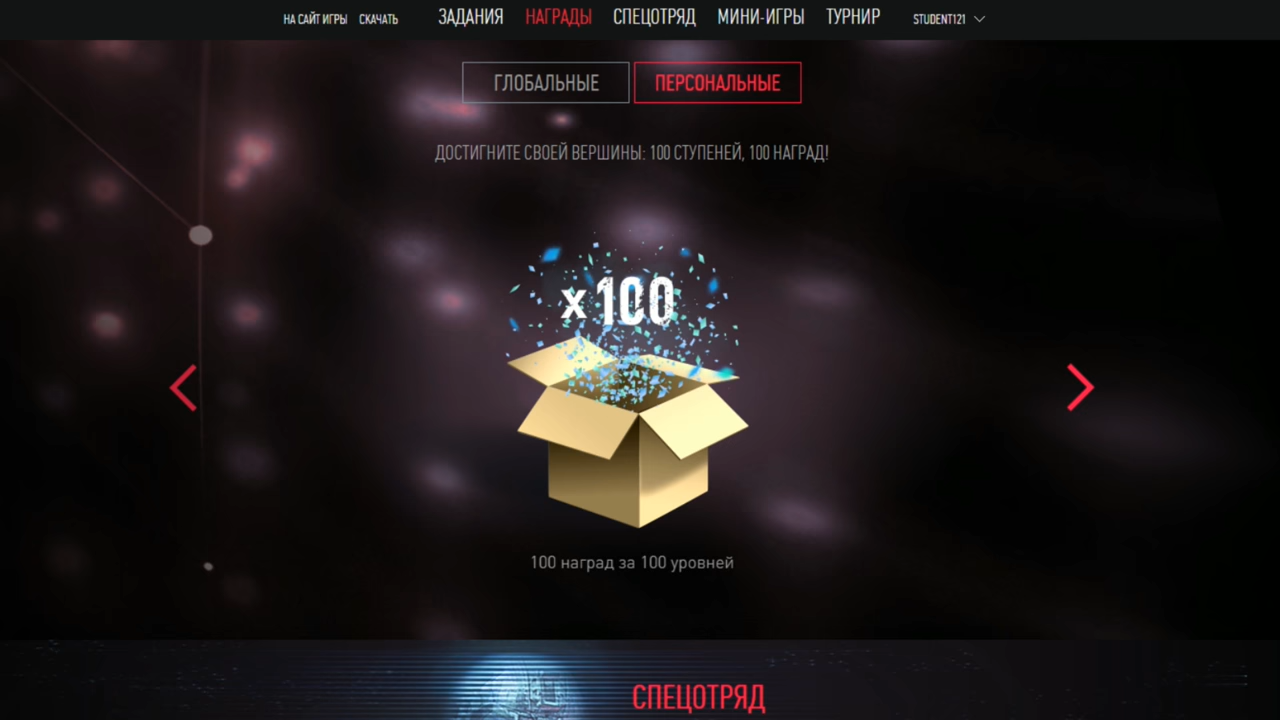 НА САЙТ ИГРЫ СКАЧАТЬ ЗАДАНИЯ НАГРАДЫ СПЕЦОТРЯД МИНИ-ИГРЫ ТУРНИР STUDENT121
ГЛОБАЛЬНЫЕ ПЕРСОНАЛЬНЫЕ
ДОСТИГНИТЕ СВОЕЙ ВЕРШИНЫ: 100 СТУПЕНЕЙ, 100 НАГРАД!
x100
100 наград за 100 уровней
СПЕЦОТРЯД